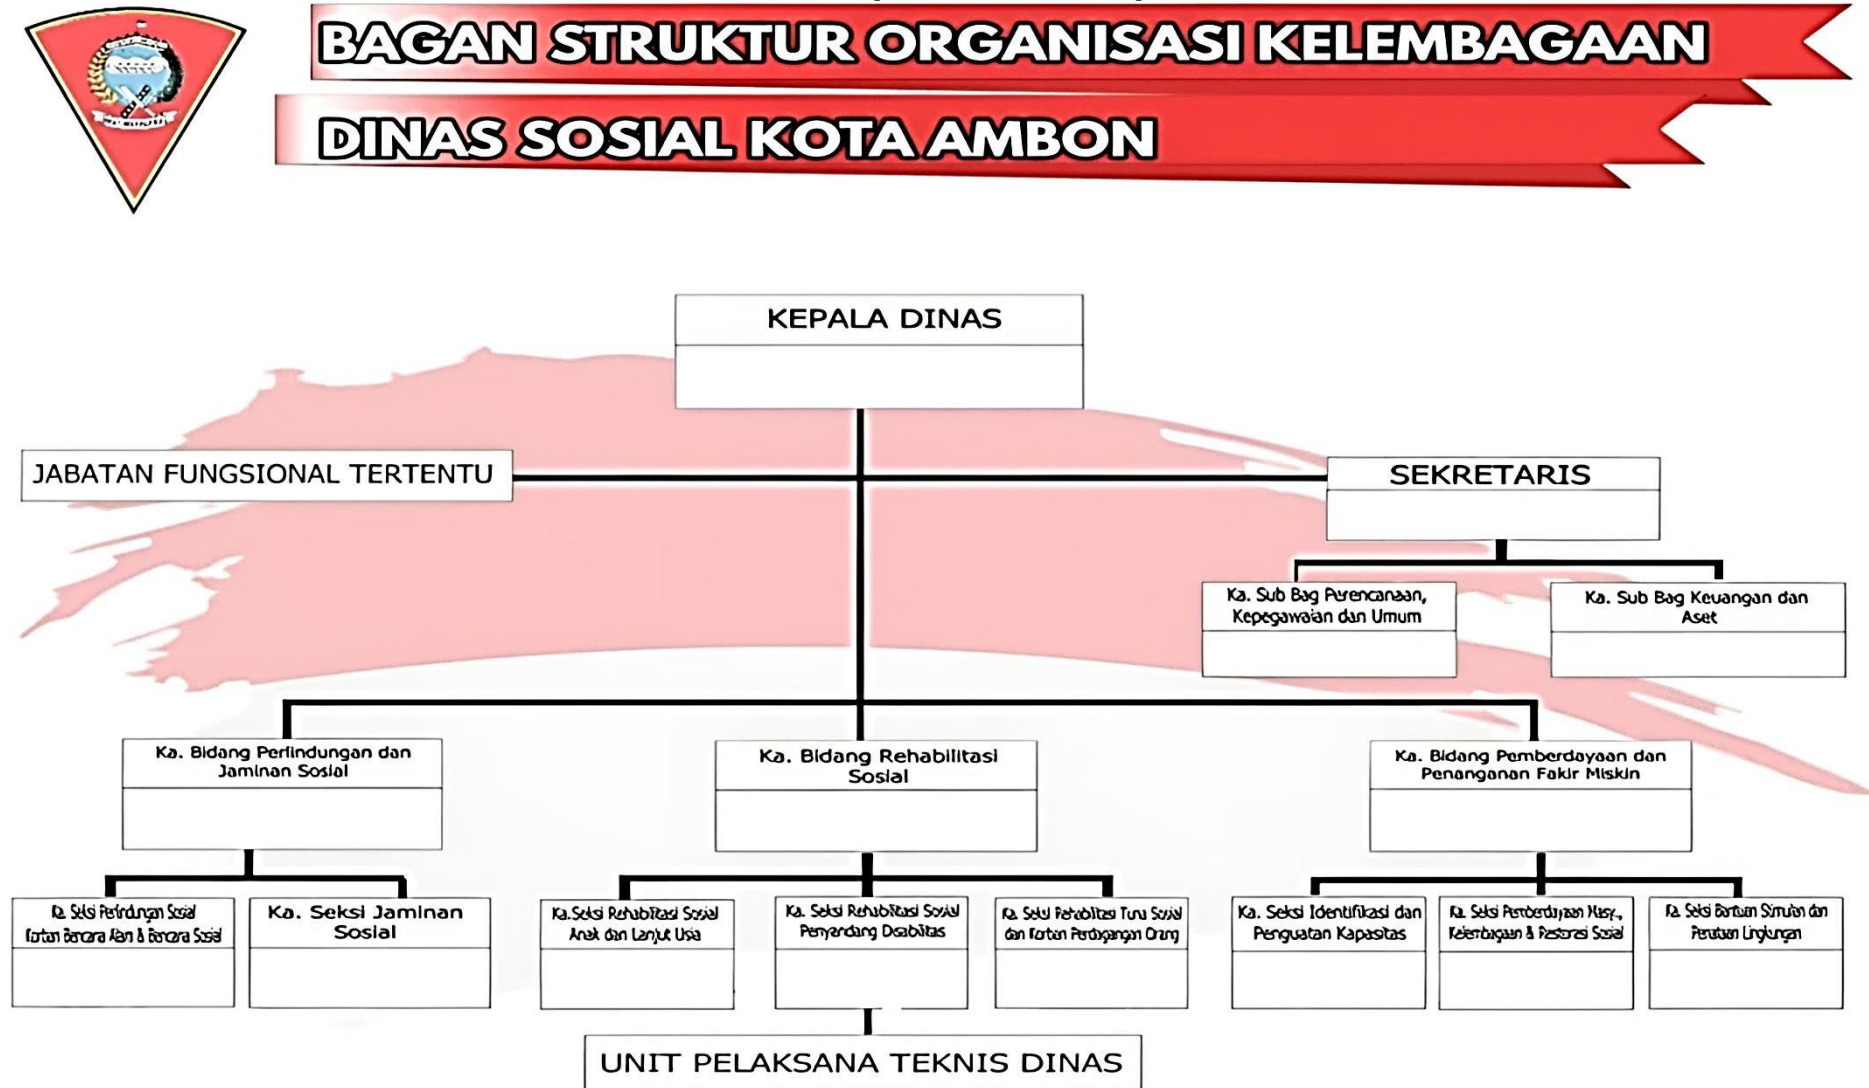 BAGAN STRUKTUR ORGANISASI KELEMBAGAAN
DINAS SOSIAL KOTA AMBON
KEPALA DINAS
JABATAN FUNGSIONAL TERTENTU
SEKRETARIS
Ka. Sub Bag Perencanaan,
Kepegawaian dan Umum
Ka. Sub Bag Keuangan dan
Aset
Ka. Bidang Perlindungan dan
Jaminan Sosial
Ka. Bidang Rehabilitasi
Sosial
Ka. Bidang Pemberdayaan dan
Penanganan Fakir Miskin
Ka. Seksi Perlindungan Sosial
Korban Bencana Alam & Bencana Sosial
Ka. Seksi Jaminan
Sosial
Ka.Seksi Rehabilitasi Sosial
Anak dan Lanjut Usia
Ka. Seksi Rehabilitasi Sosial
Penyandang Disabilitas
Ka. Seksi Rehabilitasi Tuna Sosial
dan Korban Perdagangan Orang
Ka. Seksi Identifikasi dan
Penguatan Kapasitas
Ka. Seksi Pemberdayaan Masy.,
Kelembagaan & Restorasi Sosial
Ka. Seksi Bantuan Stimulan dan
Penataan Lingkungan
UNIT PELAKSANA TEKNIS DINAS